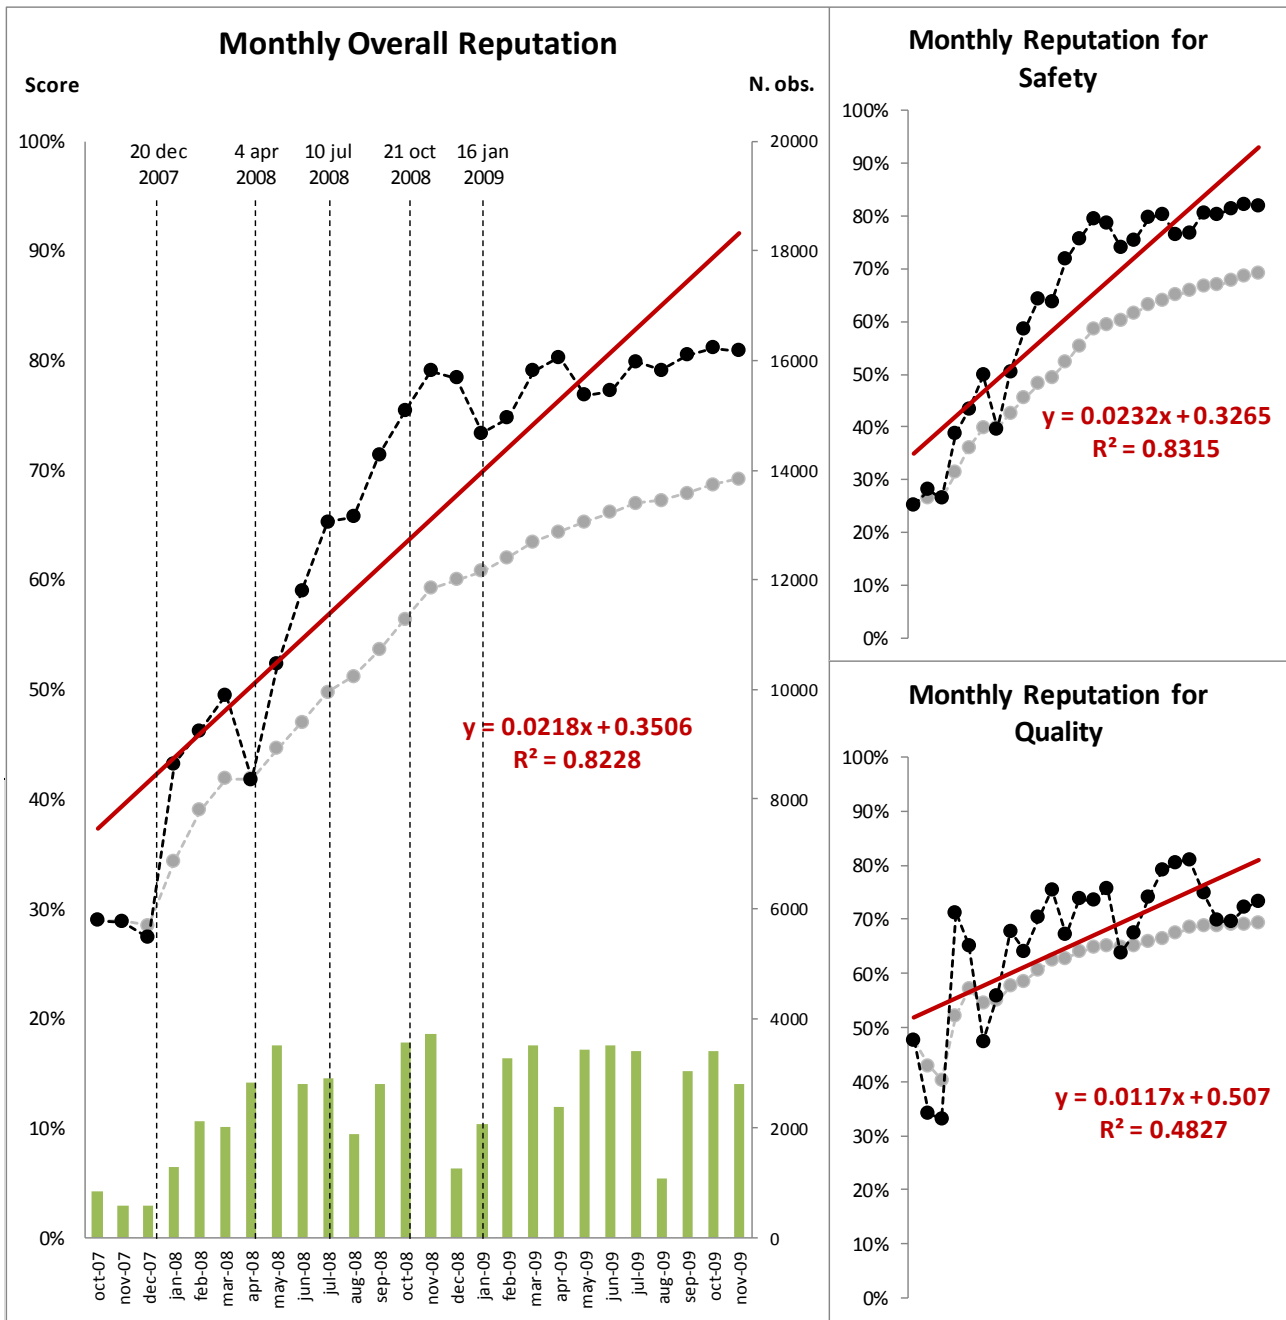 Monthly Overall Reputation
Score
N. obs.
100%
90%
80%
70%
60%
50%
40%
30%
20%
10%
0%
20 dec
2007
4 apr
2008
10 jul
2008
21 oct
2008
16 jan
2009
20000
18000
16000
14000
12000
10000
8000
6000
4000
2000
0
y = 0.0218x + 0.3506
R² = 0.8228
oct-07
nov-07
dec-07
jan-08
feb-08
mar-08
apr-08
may-08
jun-08
jul-08
aug-08
sep-08
oct-08
nov-08
dec-08
jan-09
feb-09
mar-09
apr-09
may-09
jun-09
jul-09
aug-09
sep-09
oct-09
nov-09
Monthly Reputation for
Safety
100%
90%
80%
70%
60%
50%
40%
30%
20%
10%
0%
y = 0.0232x + 0.3265
R² = 0.8315
Monthly Reputation for
Quality
100%
90%
80%
70%
60%
50%
40%
30%
20%
10%
0%
y = 0.0117x + 0.507
R² = 0.4827